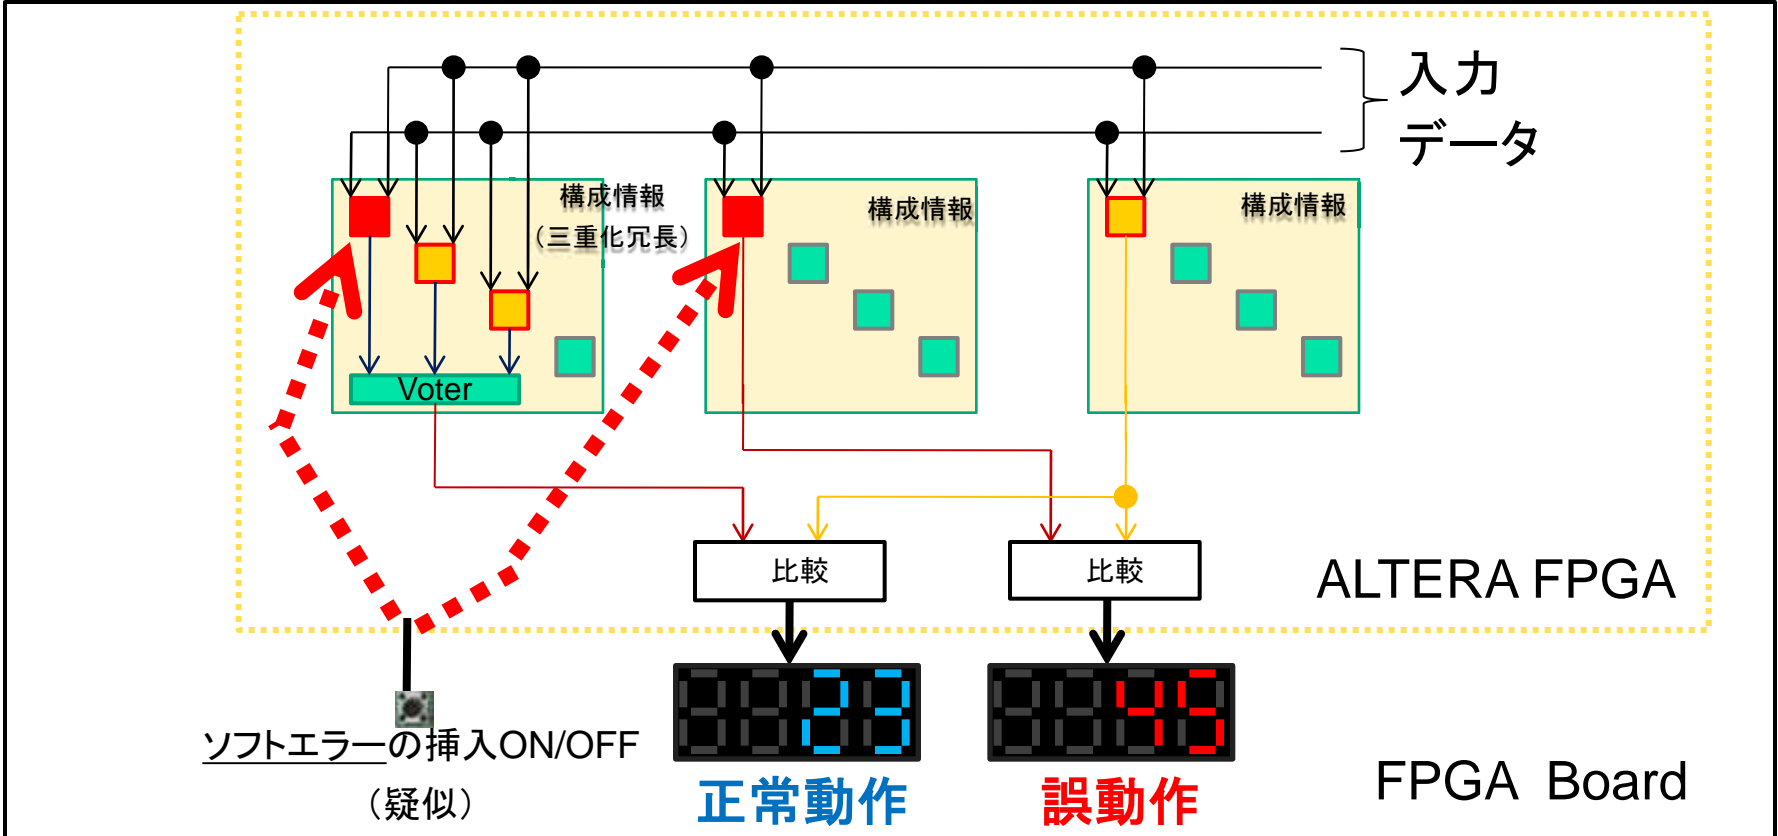 入力
データ
構成情報
（三重化冗長）
構成情報
構成情報
Voter
比較
比較
ALTERA FPGA
23
45
ソフトエラーの挿入ON/OFF
（疑似）
正常動作
誤動作
FPGA Board